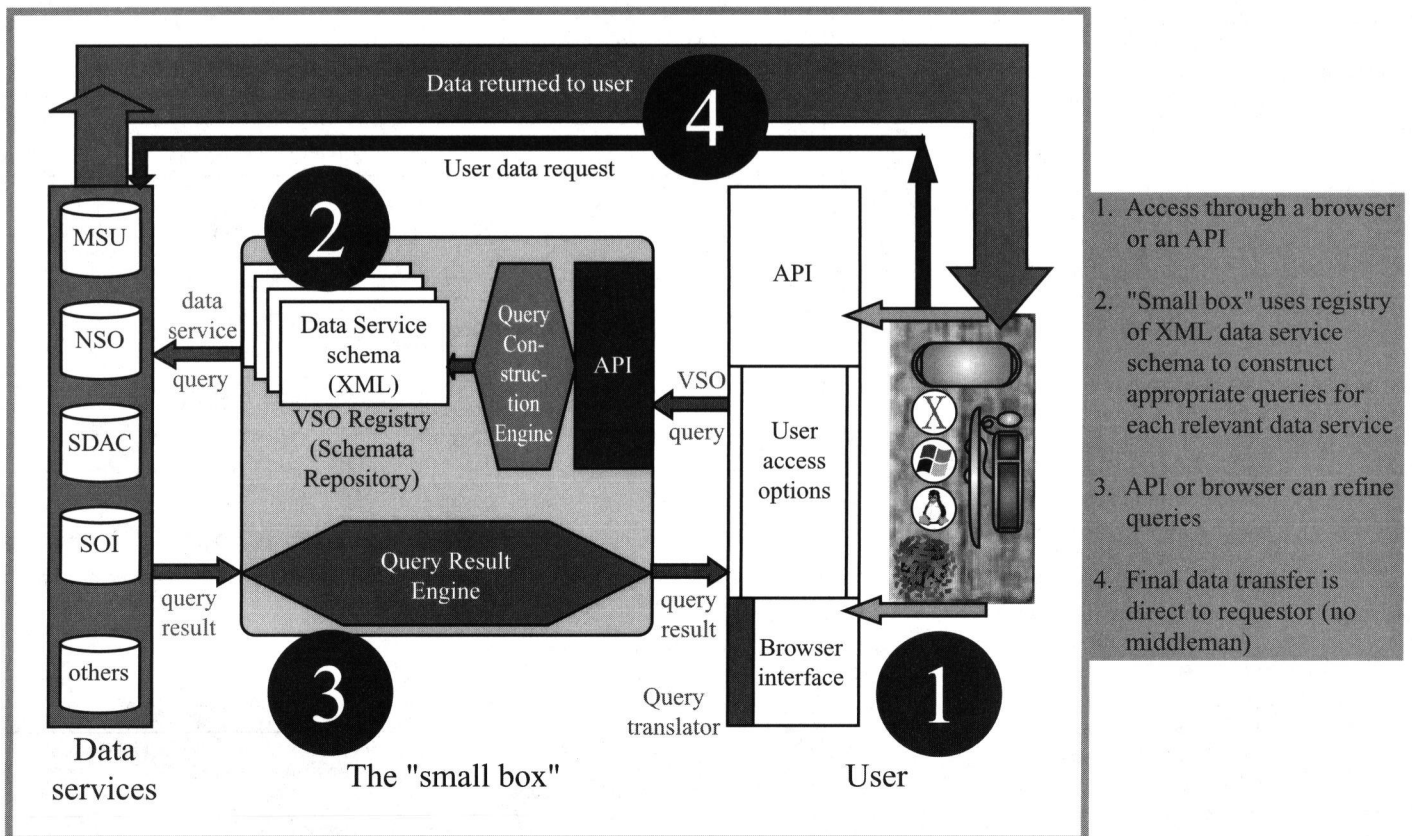 Data returned to user
4
User data request
2
MSU
NSO
SDAC
SOI
others
data
service
query
Data Service
schema
(XML)
VSO Registry
(Schemata
Repository)
Query
Con-
struc-
tion
Engine
API
VSO
query
API
User
access
options
X
Query Result
Engine
query
result
query
result
Browser
interface
Query
translator
3
1
Data
services
The "small box"
User
1. Access through a browser
or an API
2. "Small box" uses registry
of XML data service
schema to construct
appropriate queries for
each relevant data service
3. API or browser can refine
queries
4. Final data transfer is
direct to requestor (no
middleman)